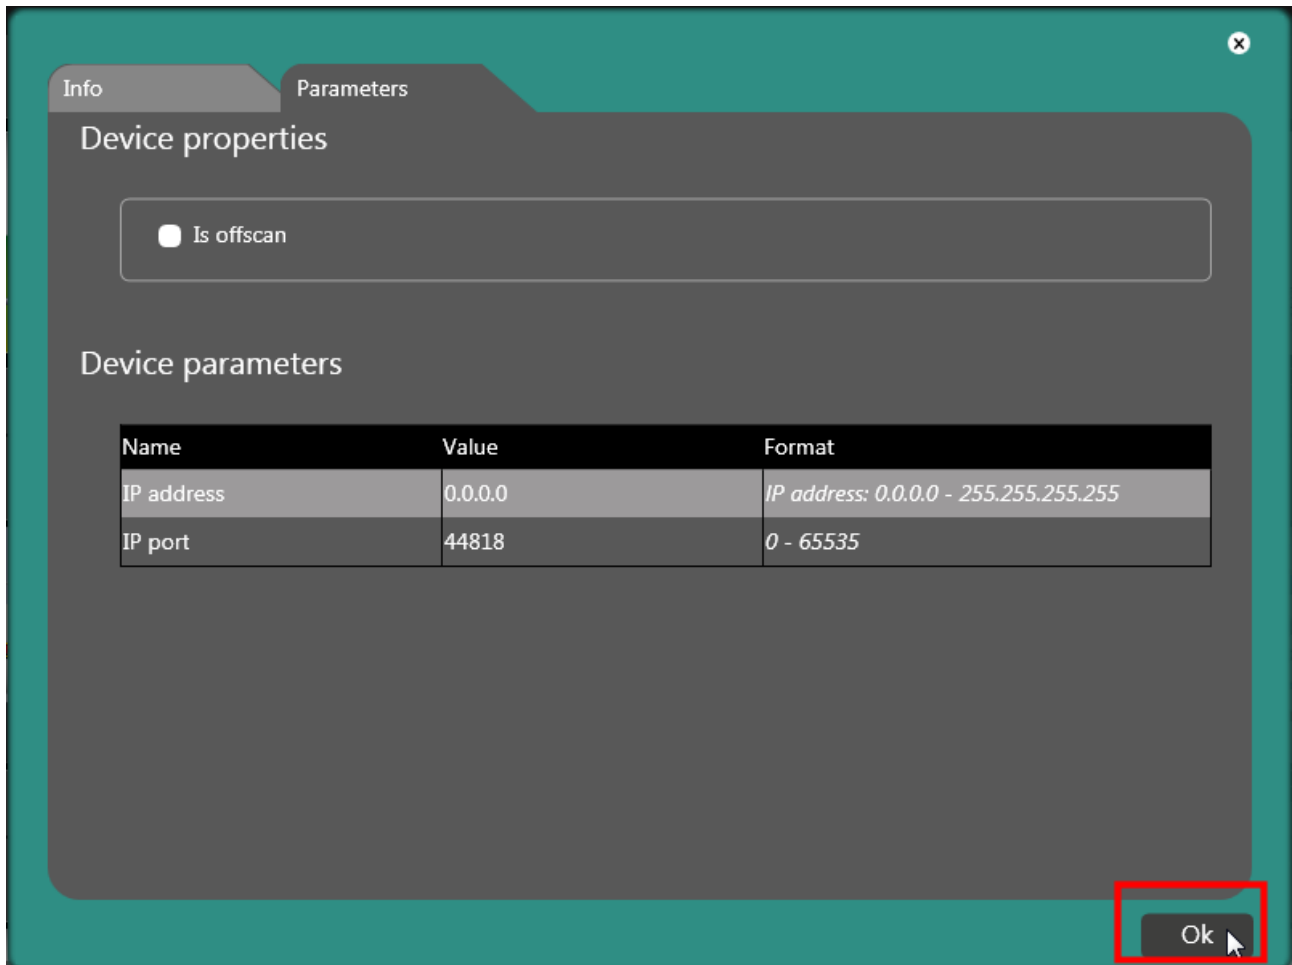 Info Parameters
Device properties
Is offscan
Device parameters
Name Value Format
IP address 0.0.0.0 IP address: 0.0.0.0 - 255.255.255.255
IP port 44818 0 - 65535
Ok